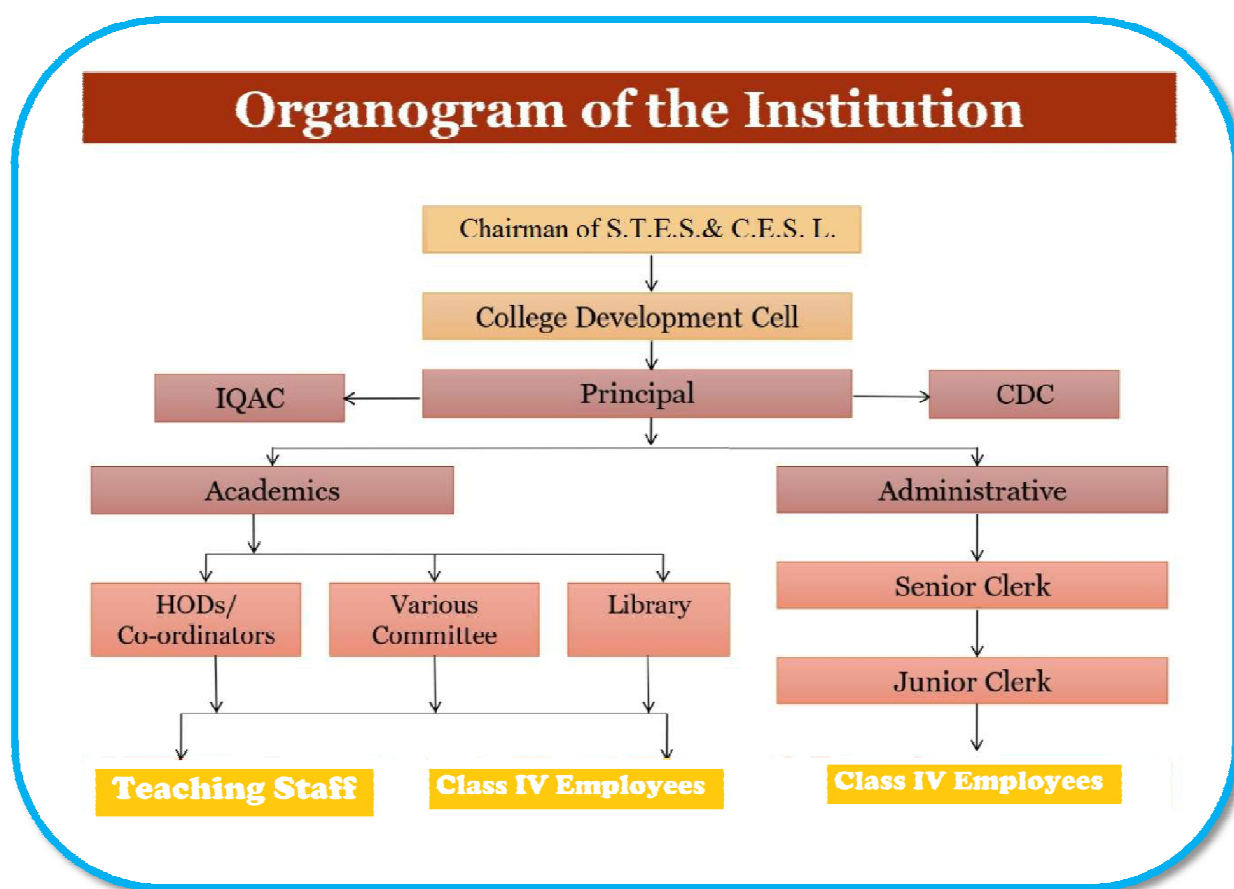 Organogram of the Institution
Chairman of S.T.E.S.& C.E.S. L.
College Development Cell
IQAC
Principal
CDC
Academics
Administrative
HODs/
Co-ordinators
Various
Committee
Library
Senior Clerk
Junior Clerk
Teaching Staff
Class IV Employees
Class IV Employees